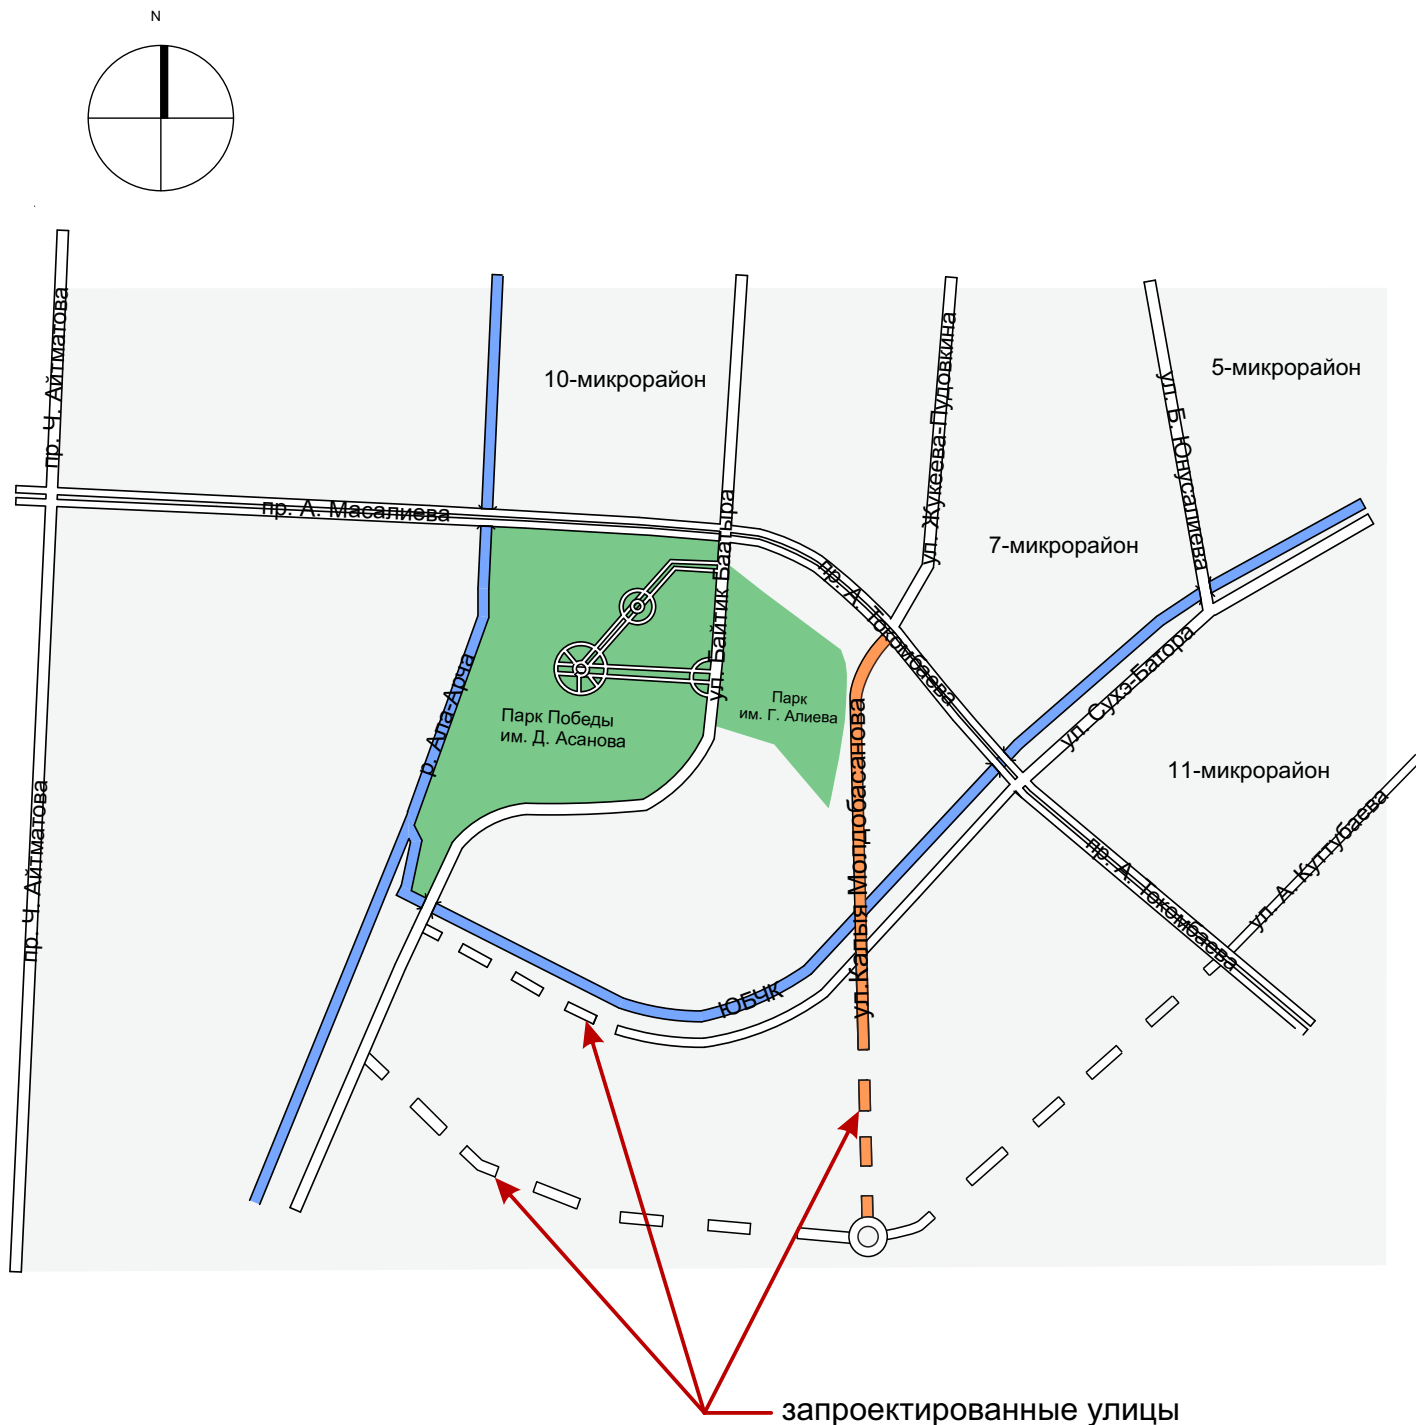 N
пр. Ч. Айтматова
10-микрорайон
5-микрорайон
ул. Жукеева-Пудовкина
ул. Б. Юнусалиева
пр. А. Масалиева
ул. Байтик Баатыра
7-микрорайон
пр. А. Токомбаева
р. Ала-Арча
Парк Победы
им. Д. Асанова
Парк
им. Г. Алиева
ул. Сухэ-Батора
11-микрорайон
ул.Калыя Молдобасанова
пр. Ч. Айтматова
пр. А. Токомбаева
ул. А. Куттубаева
ЮБЧК
запроектированные улицы